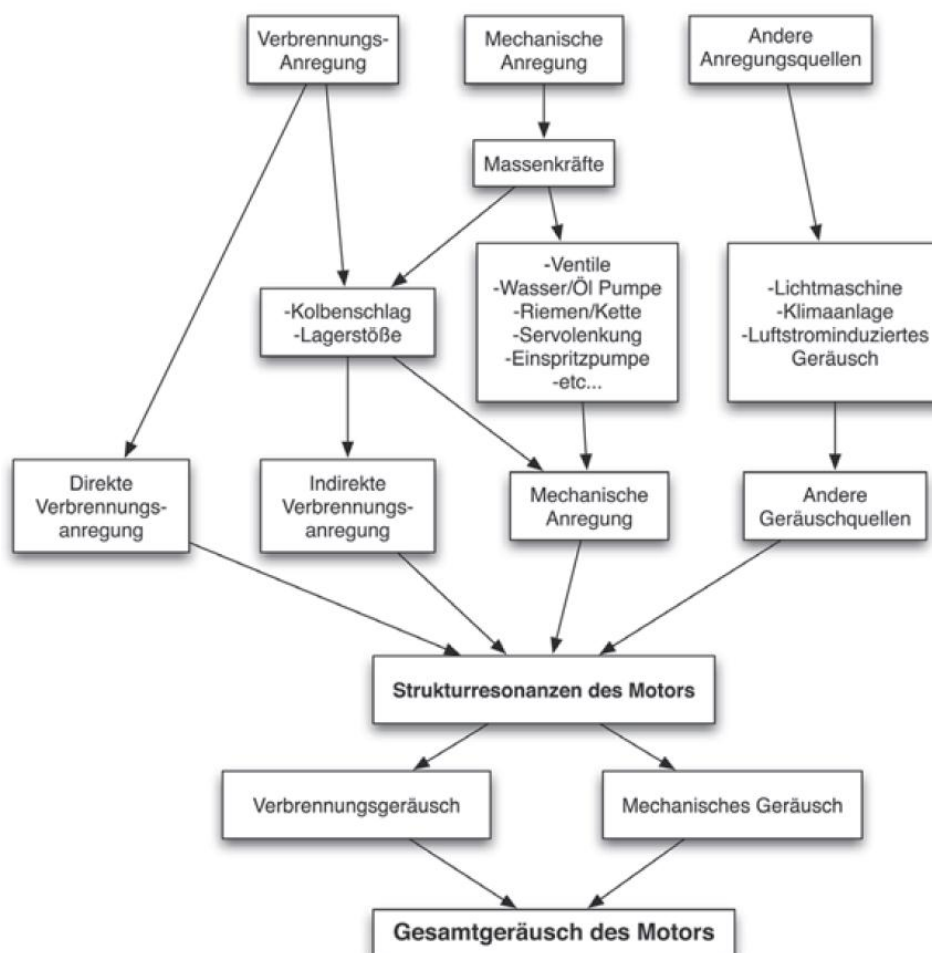 Verbrennungs-
Anregung
Mechanische
Anregung
Andere
Anregungsquellen
Massenkräfte
-Kolbenschlag
-Lagerstöße
-Ventile
-Wasser/Öl Pumpe
-Riemen/Kette
-Servolenkung
-Einspritzpumpe
-etc...
-Lichtmaschine
-Klimaanlage
-Luftstrominduziertes
Geräusch
Direkte
Verbrennungs-
anregung
Indirekte
Verbrennungs-
anregung
Mechanische
Anregung
Andere
Geräuschquellen
Strukturresonanzen des Motors
Verbrennungsgeräusch
Mechanisches Geräusch
Gesamtgeräusch des Motors